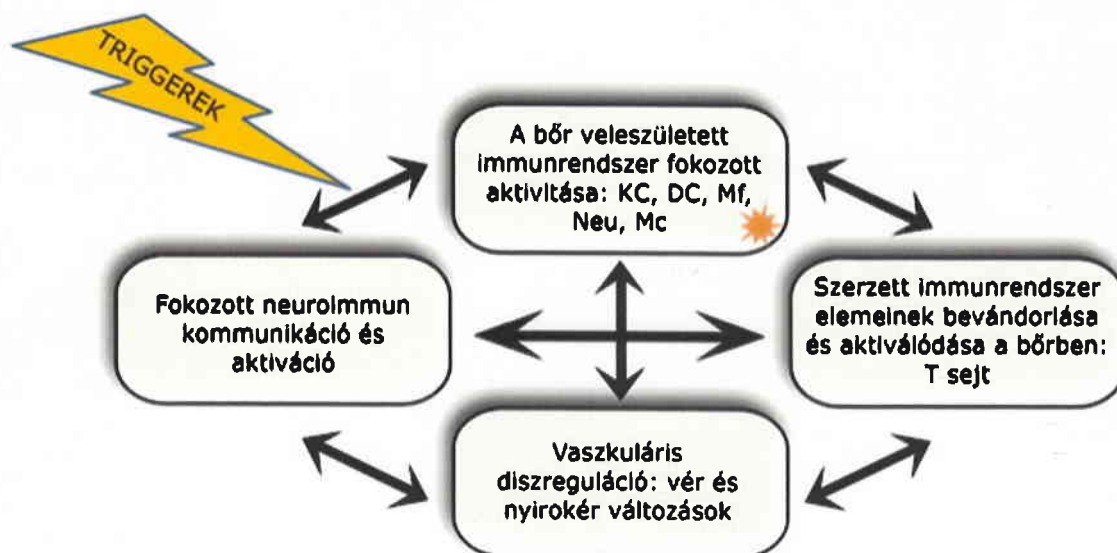 TRIGGEREK
A bőr veleszületett
immunrendszer fokozott
aktivitása: KC, DC, Mf,
Neu, Mc
Fokozott neuroimmun
kommunikáció és
aktiváció
Szerzett immunrendszer
elemeinek bevándorlása
és aktiválódása a bőrben:
T sejt
Vaszkuláris
diszreguláció: vér és
nyirokér változások